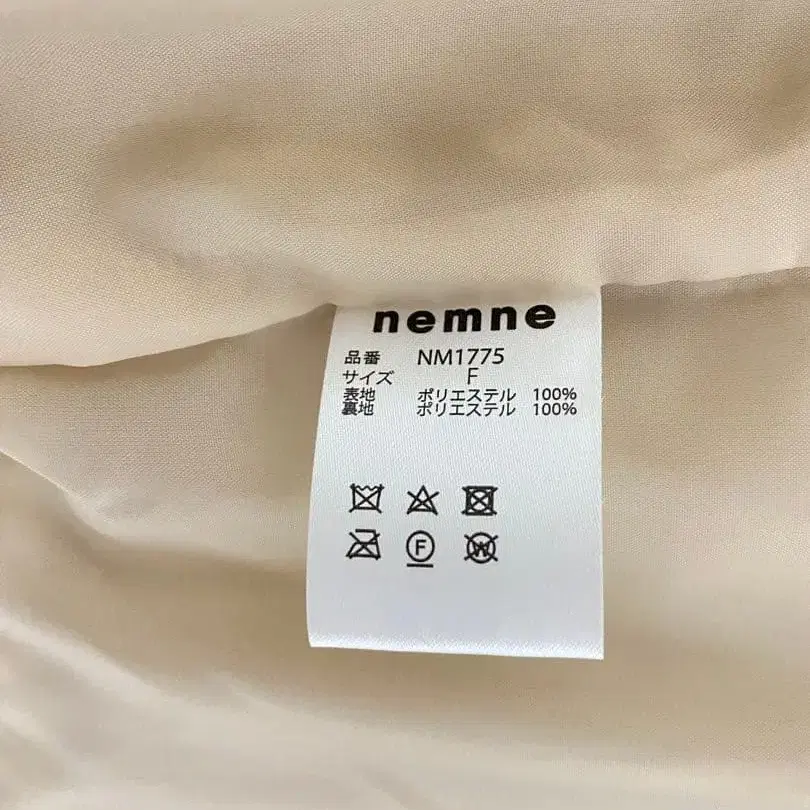 nemne
品番 NM1775
サイズ F
表地 ポリエステル 100%
裏地 ポリエステル 100%
F W